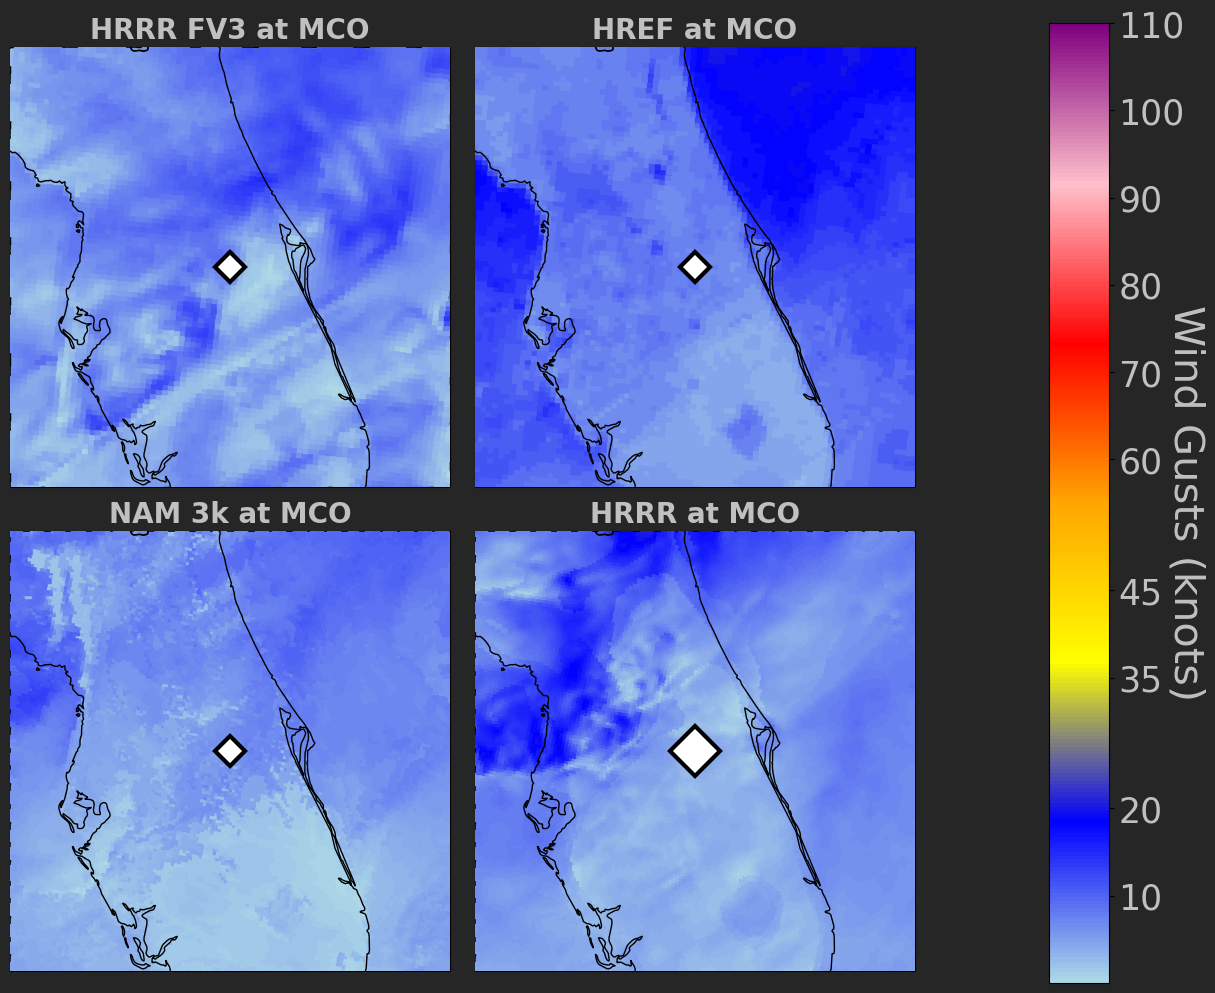 HRRR FV3 at MCO
HREF at MCO
NAM 3k at MCO
HRRR at MCO
110
100
90
80
70
60
45
35
20
10
Wind Gusts (knots)